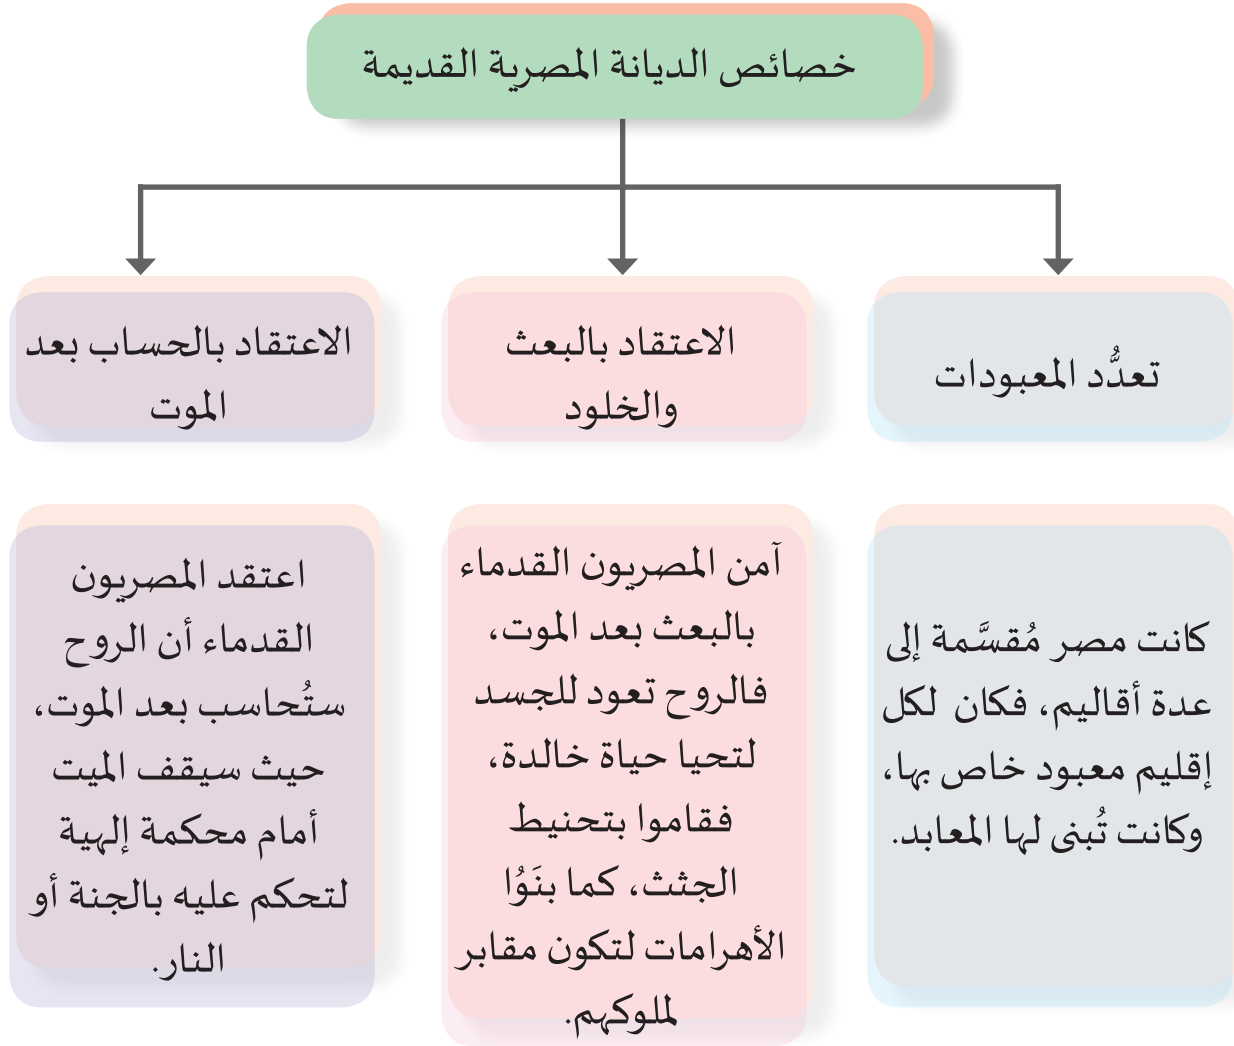 خصائص الديانة المصرية القديمة
تعدُّد المعبودات
كانت مصر مُقسَّمة إلى
عدة أقاليم، فكان لكل
إقليم معبود خاص بها،
وكانت تُبنى لها المعابد.
الاعتقاد بالبعث
والخلود
آمن المصريون القدماء
بالبعث بعد الموت،
فالروح تعود للجسد
لتحيا حياة خالدة،
فقاموا بتحنيط
الجثث، كما بنَوُا
الأهرامات لتكون مقابر
لملوكهم.
الاعتقاد بالحساب بعد
الموت
اعتقد المصريون
القدماء أن الروح
ستُحاسب بعد الموت،
حيث سيقف الميت
أمام محكمة إلهية
لتحكم عليه بالجنة أو
النار.